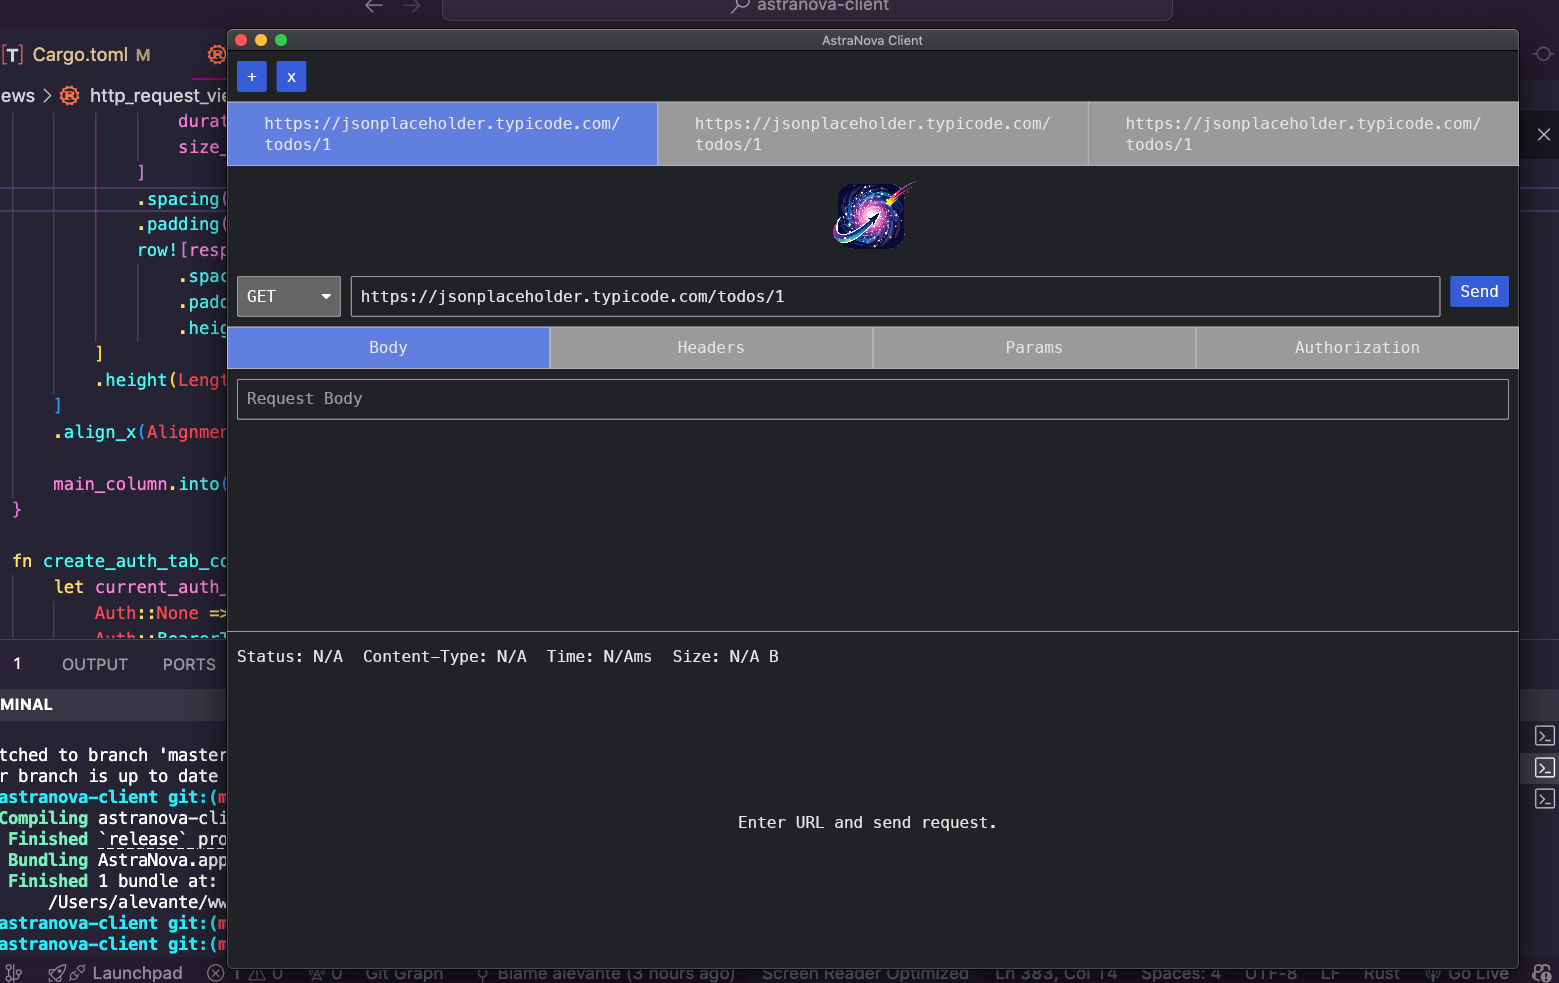 astranova-client
Cargo.toml M
AstraNova Client
+ x
ews > http_request_vie
https://jsonplaceholder.typicode.com/
todos/1
https://jsonplaceholder.typicode.com/
todos/1
https://jsonplaceholder.typicode.com/
todos/1
GET
https://jsonplaceholder.typicode.com/todos/1
Send
Body
Headers
Params
Authorization
Request Body
Status: N/A Content-Type: N/A Time: N/Ams Size: N/A B
Enter URL and send request.
durat
size_
]
.spacing(
.padding(
row![resp
.spac
.padd
.heig
]
.height(Lengt
]
.align_x(Alignmen
main_column.into(
}
fn create_auth_tab_co
let current_auth_
Auth::None =>
Auth::BearerT
1 OUTPUT PORTS
MINAL
tched to branch 'master
r branch is up to date
astranova-client git:(m
Compiling astranova-cli
Finished `release` pro
Bundling AstraNova.app
Finished 1 bundle at:
/Users/alevante/ww
astranova-client git:(m
astranova-client git:(m
Launchpad 1 0 0 Git Graph Blame alevante (3 hours ago) Screen Reader Optimized Ln 383, Col 14 Spaces: 4 UTF-8 LF Rust Go Live